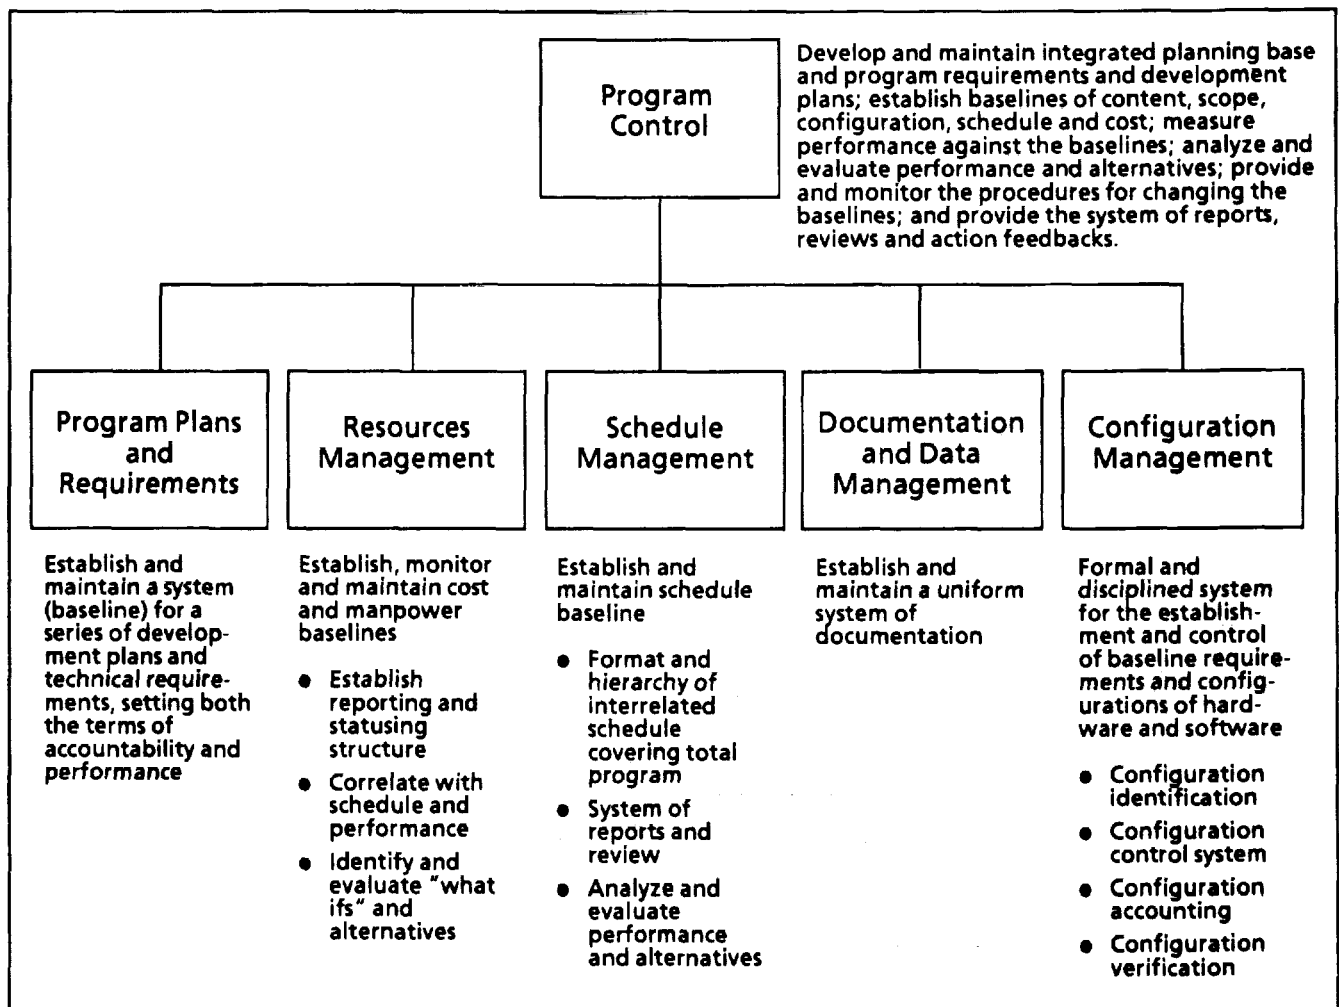 Program
Control
Develop and maintain integrated planning base
and program requirements and development
plans; establish baselines of content, scope,
configuration, schedule and cost; measure
performance against the baselines; analyze and
evaluate performance and alternatives; provide
and monitor the procedures for changing the
baselines; and provide the system of reports,
reviews and action feedbacks.
Program Plans
and
Requirements
Establish and
maintain a system
(baseline) for a
series of develop-
ment plans and
technical require-
ments, setting both
the terms of
accountability and
performance
Resources
Management
Establish, monitor
and maintain cost
and manpower
baselines
• Establish
reporting and
statusing
structure
• Correlate with
schedule and
performance
• Identify and
evaluate "what
ifs" and
alternatives
Schedule
Management
Establish and
maintain schedule
baseline
• Format and
hierarchy of
interrelated
schedule
covering total
program
• System of
reports and
review
• Analyze and
evaluate
performance
and alternatives
Documentation
and Data
Management
Establish and
maintain a uniform
system of
documentation
Configuration
Management
Formal and
disciplined system
for the establish-
ment and control
of baseline require-
ments and config-
urations of hard-
ware and software
• Configuration
identification
• Configuration
control system
• Configuration
accounting
• Configuration
verification